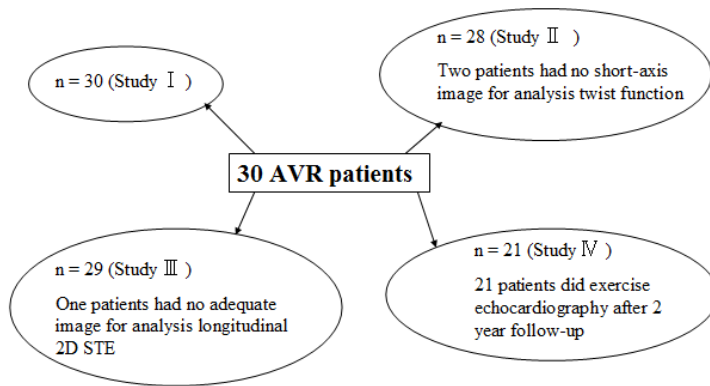 n = 30 (Study Ⅰ )
n = 28 (Study Ⅱ )
Two patients had no short-axis
image for analysis twist function
30 AVR patients
n = 29 (Study Ⅲ )
One patients had no adequate
image for analysis longitudinal
2D STE
n = 21 (Study Ⅳ )
21 patients did exercise
echocardiography after 2
year follow-up